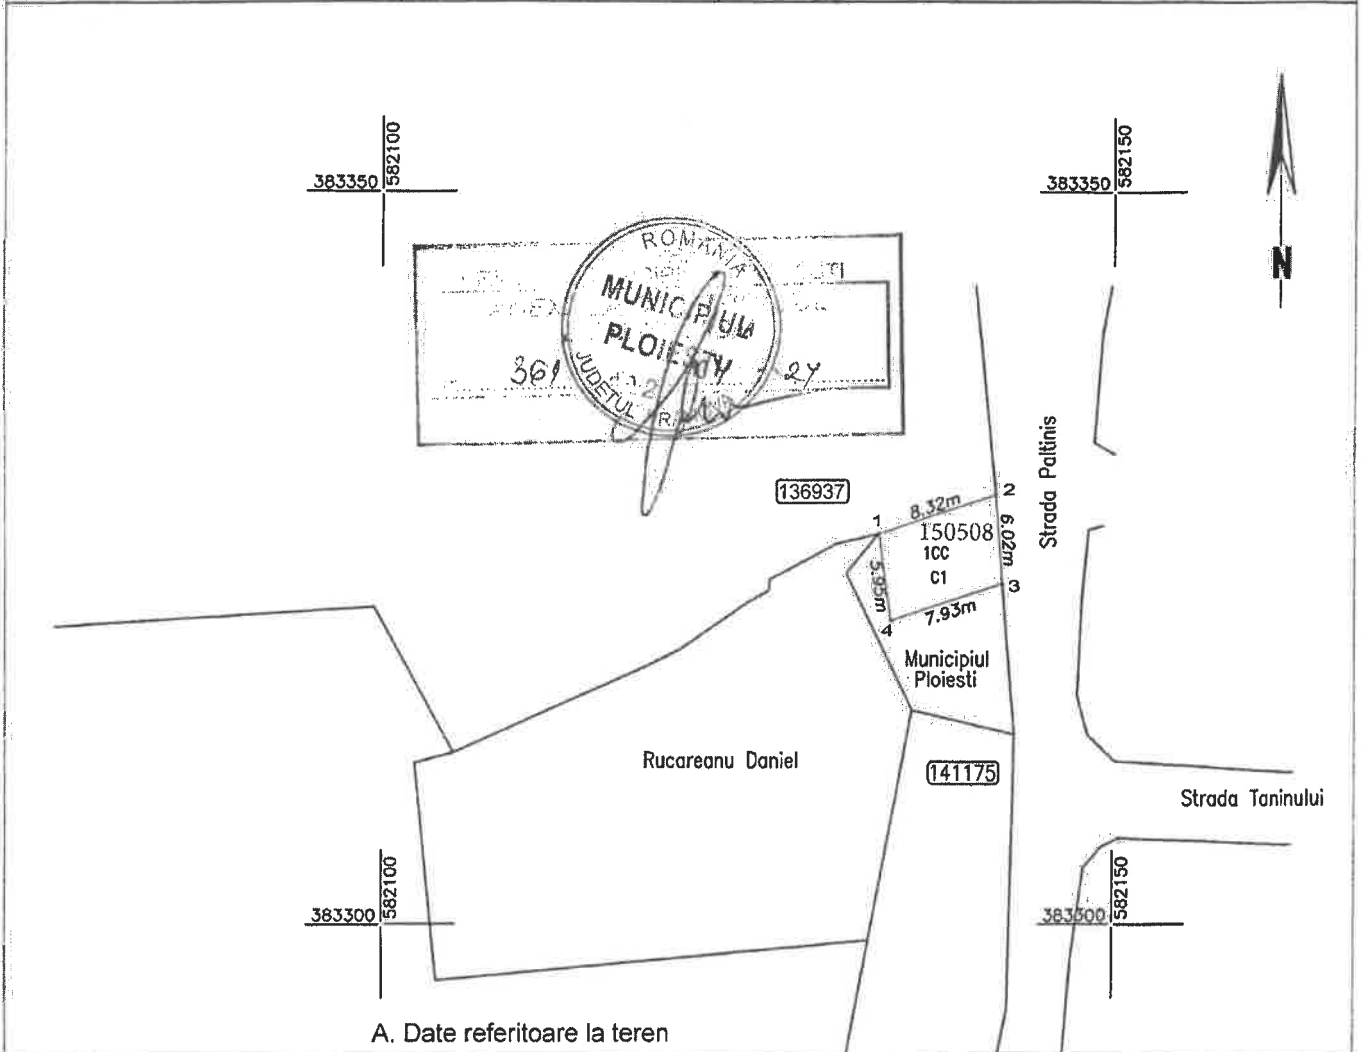 383350
582100
383350
582150
N
ROMANIA
MUNICIPIUL
PLOIESTI
JUDETUL
361
24
Strada Paltinis
136937
1
8.32m
2
150508
6.02m
1CC
C1
5.95m
3
7.93m
4
Municipiul
Ploiesti
Rucareanu Daniel
141175
Strada Taninului
383300
582100
383300
582150
A. Date referitoare la teren